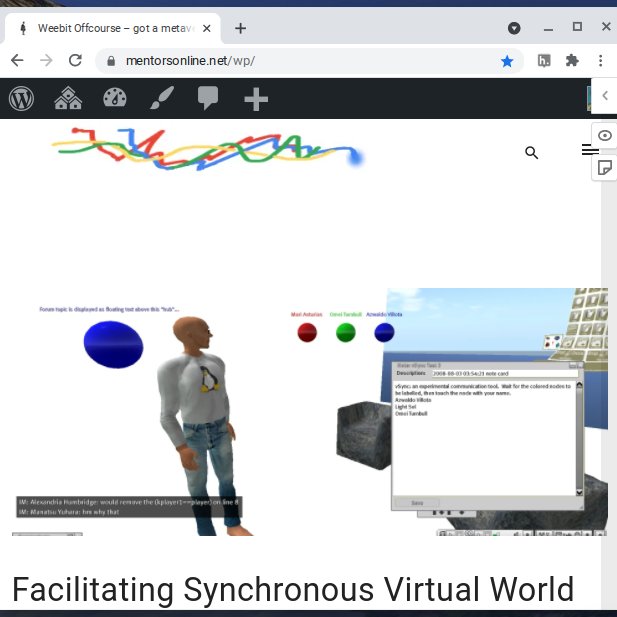 Weebit Offcourse – got a metav
mentorsonline.net/wp/
Forum topic is displayed as floating text above this "hub"...
Mari Asturias Omni Turnbull Azwaldo Villota
Description: 2008-08-03 03:54:21 note card
vSync: an experimental communication tool. Wait for the colored nodes to
be labelled, then touch the node with your name.
Azwaldo Villota
Light Sol
Omni Turnbull
IM: Alexandria Humbridge: would remove the (kplayer1==player) on line 8
IM: Manatsu Yuhara: hm why that
Save
Facilitating Synchronous Virtual World